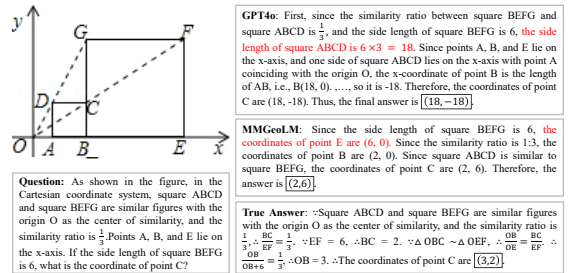 y
G
F
D
C
O
A
B
E
x
Question: As shown in the figure, in the
Cartesian coordinate system, square ABCD
and square BEFG are similar figures with the
origin O as the center of similarity, and the
similarity ratio is 1/3. Points A, B, and E lie on
the x-axis. If the side length of square BEFG
is 6, what is the coordinate of point C?
GPT4o: First, since the similarity ratio between square BEFG and
square ABCD is 1/3, and the side length of square BEFG is 6, the side
length of square ABCD is 6 ×3 = 18. Since points A, B, and E lie on
the x-axis, and one side of square ABCD lies on the x-axis with point A
coinciding with the origin O, the x-coordinate of point B is the length
of AB, i.e., B(18, 0). ,…, so it is -18. Therefore, the coordinates of point
C are (18, -18). Thus, the final answer is (18, −18).
MMGeoLM: Since the side length of square BEFG is 6, the
coordinates of point E are (6, 0). Since the similarity ratio is 1:3, the
coordinates of point B are (2, 0). Since square ABCD is similar to
square BEFG, the coordinates of point C are (2, 6). Therefore, the
answer is (2,6).
True Answer: ∵Square ABCD and square BEFG are similar figures
with the origin O as the center of similarity, and the similarity ratio is
1/3, ∴ BC/EF = 1/3. ∵EF = 6, ∴BC = 2. ∵△ OBC ~△ OEF, ∴ OB/OE = BC/EF. ∴
OB/OB+6 = 1/3, ∴OB = 3. ∴The coordinates of point C are (3,2).